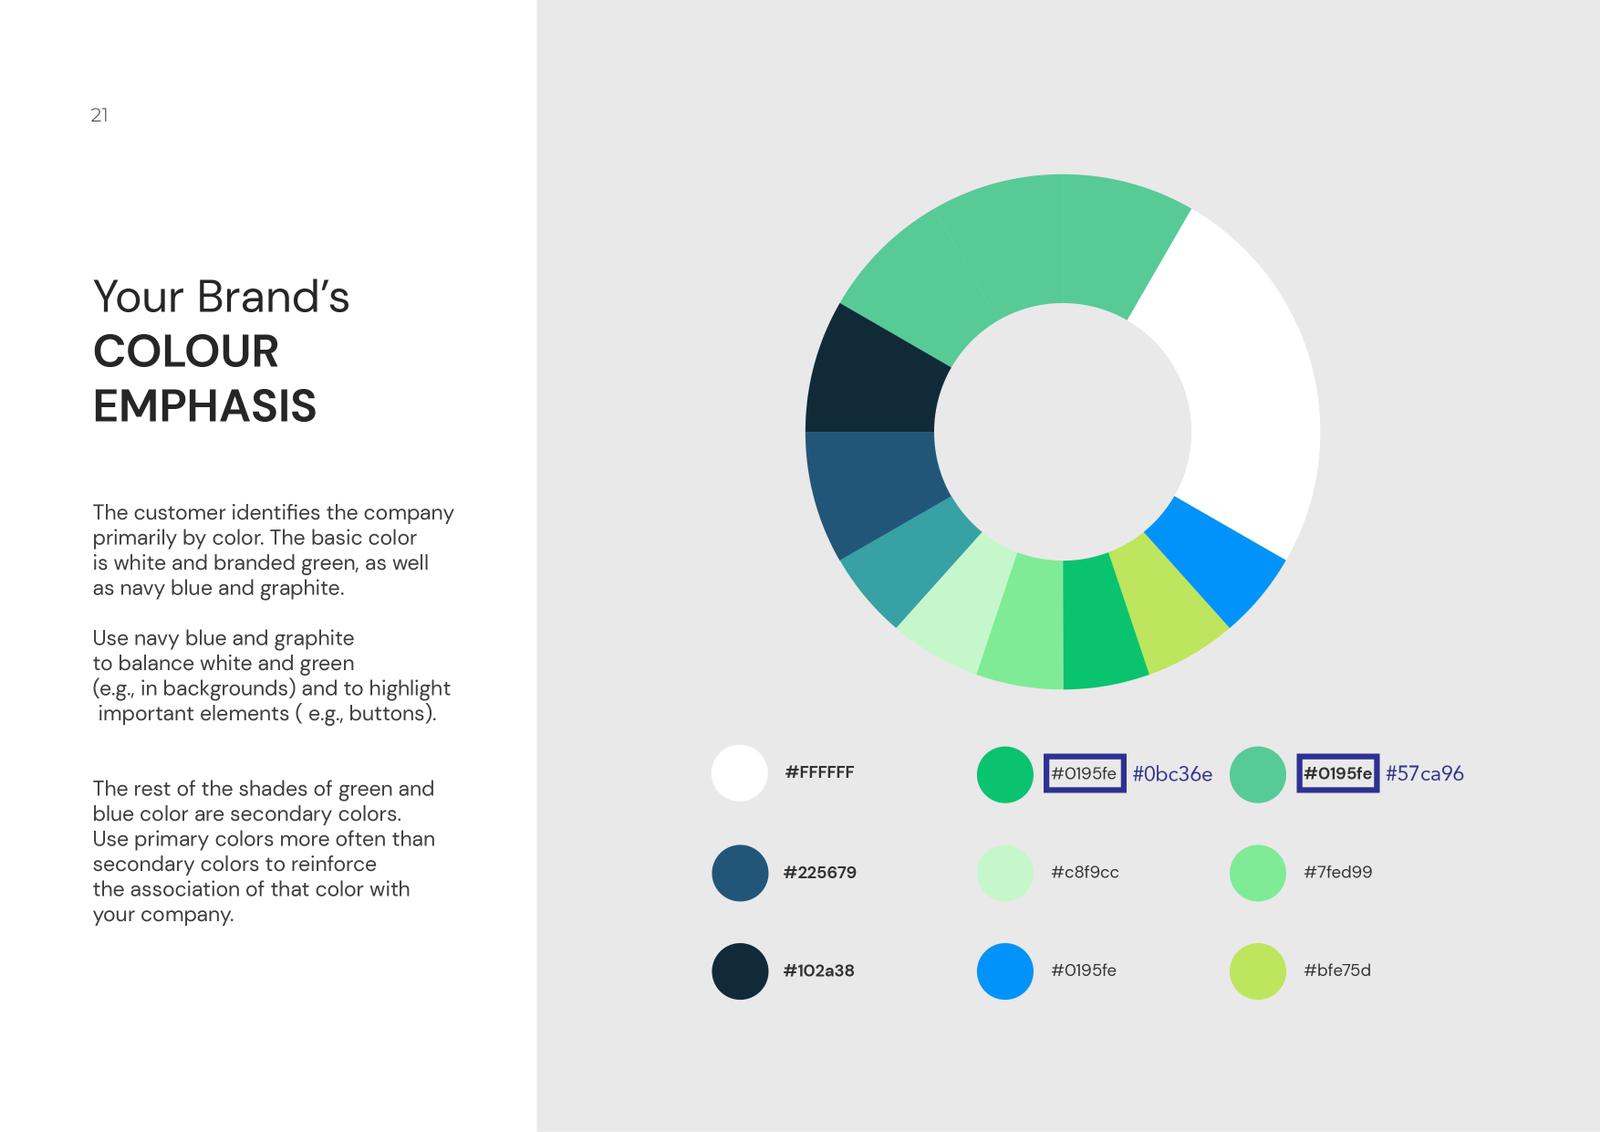 21
Your Brand’s
COLOUR
EMPHASIS
The customer identifies the company
primarily by color. The basic color
is white and branded green, as well
as navy blue and graphite.
Use navy blue and graphite
to balance white and green
(e.g., in backgrounds) and to highlight
important elements ( e.g., buttons).
The rest of the shades of green and
blue color are secondary colors.
Use primary colors more often than
secondary colors to reinforce
the association of that color with
your company.
#FFFFFF #0195fe #0bc36e #0195fe #57ca96
#225679 #c8f9cc #7fed99
#102a38 #0195fe #bfe75d